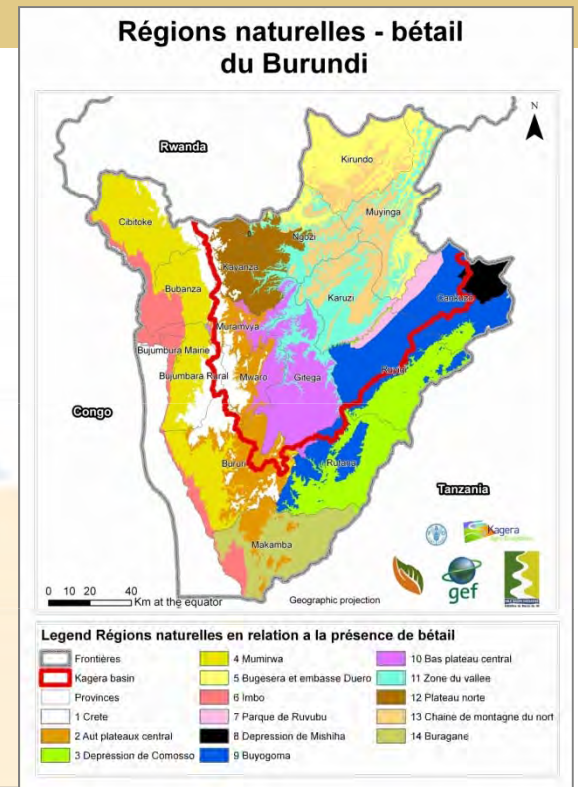 Régions naturelles - bétail
du Burundi
N
Rwanda
Kirundo
Cibitoke
Muyinga
Ngozi
Kayanza
Bubanza
Cankuzo
Karuzi
Muramvya
Bujumbura Mairie
Ruyigi
Bujumbara Rural
Mwaro
Gitega
Congo
Bururi
Rutana
Tanzania
Makamba
Kagera
gef
0 10 20 40
Km at the equator
Geographic projection
Legend Régions naturelles en relation a la présence de bétail
Frontières
Kagera basin
Provinces
1 Crete
2 Aut plateaux central
3 Depression de Comosso
4 Mumirwa
5 Bugesera et embasse Duero
6 Imbo
7 Parque de Ruvubu
8 Depression de Mishiha
9 Buyogoma
10 Bas plateau central
11 Zone du vallee
12 Plateau norte
13 Chaine de montagne du nort
14 Buragane